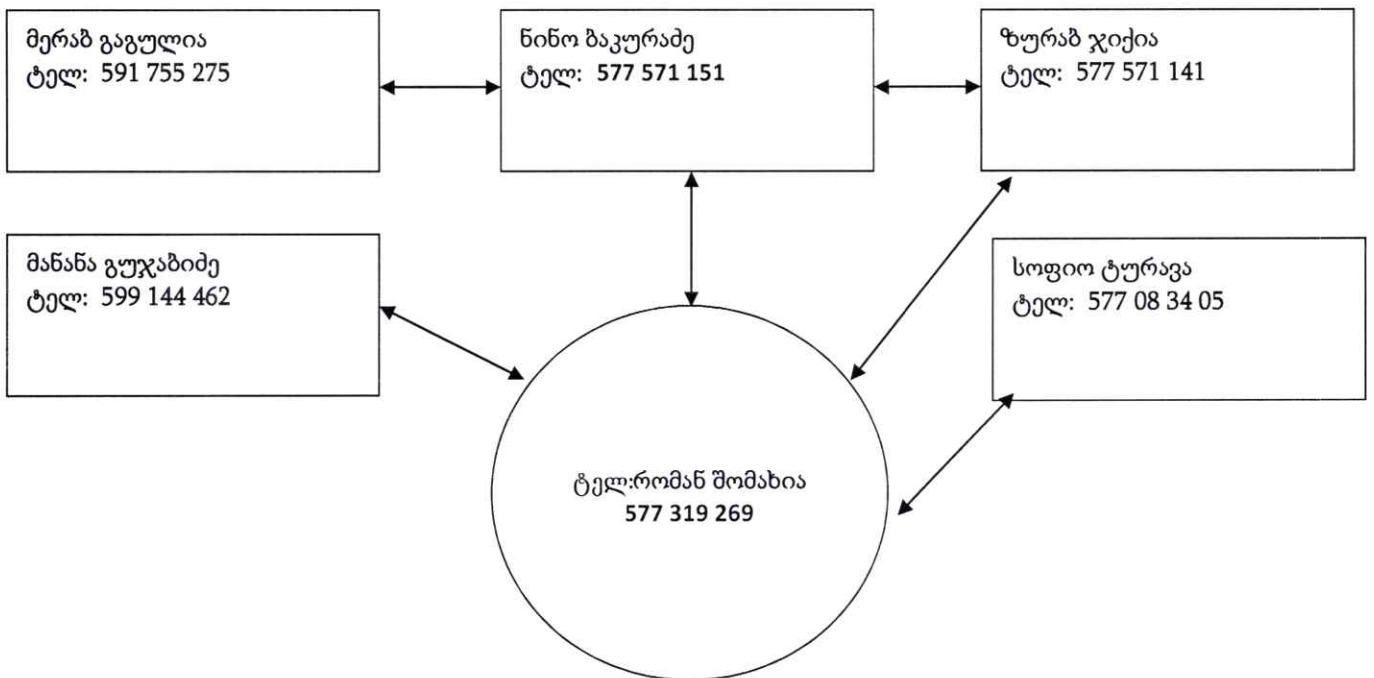 მერაბ გაგულია
ტელ: 591 755 275
ნინო ბაკურაძე
ტელ: 577 571 151
ზურაბ ჯიქია
ტელ: 577 571 141
მანანა გუჯაბიძე
ტელ: 599 144 462
სოფიო ტურავა
ტელ: 577 08 34 05
ტელ:რომან შომახია
577 319 269